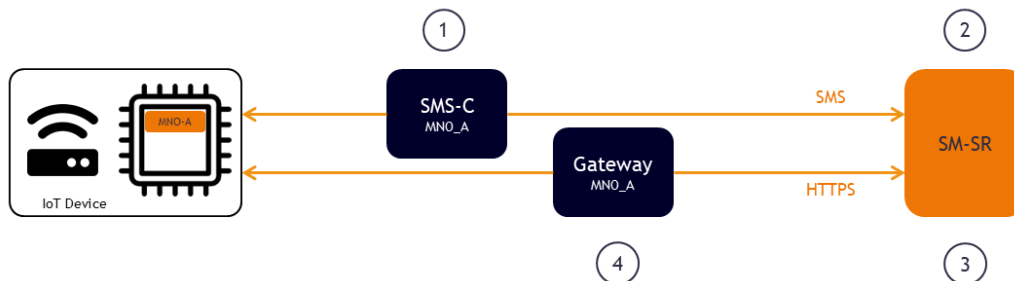 1
2
SMS-C
MNO_A
SMS
MNO-A
SM-SR
Gateway
MNO_A
HTTPS
IoT Device
4
3